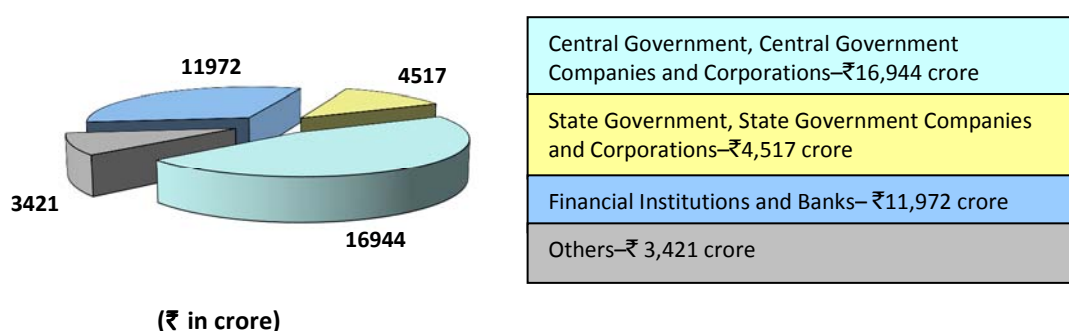 11972
4517
3421
16944
(₹ in crore)
Central Government, Central Government
Companies and Corporations–₹16,944 crore
State Government, State Government Companies
and Corporations–₹4,517 crore
Financial Institutions and Banks– ₹11,972 crore
Others–₹ 3,421 crore